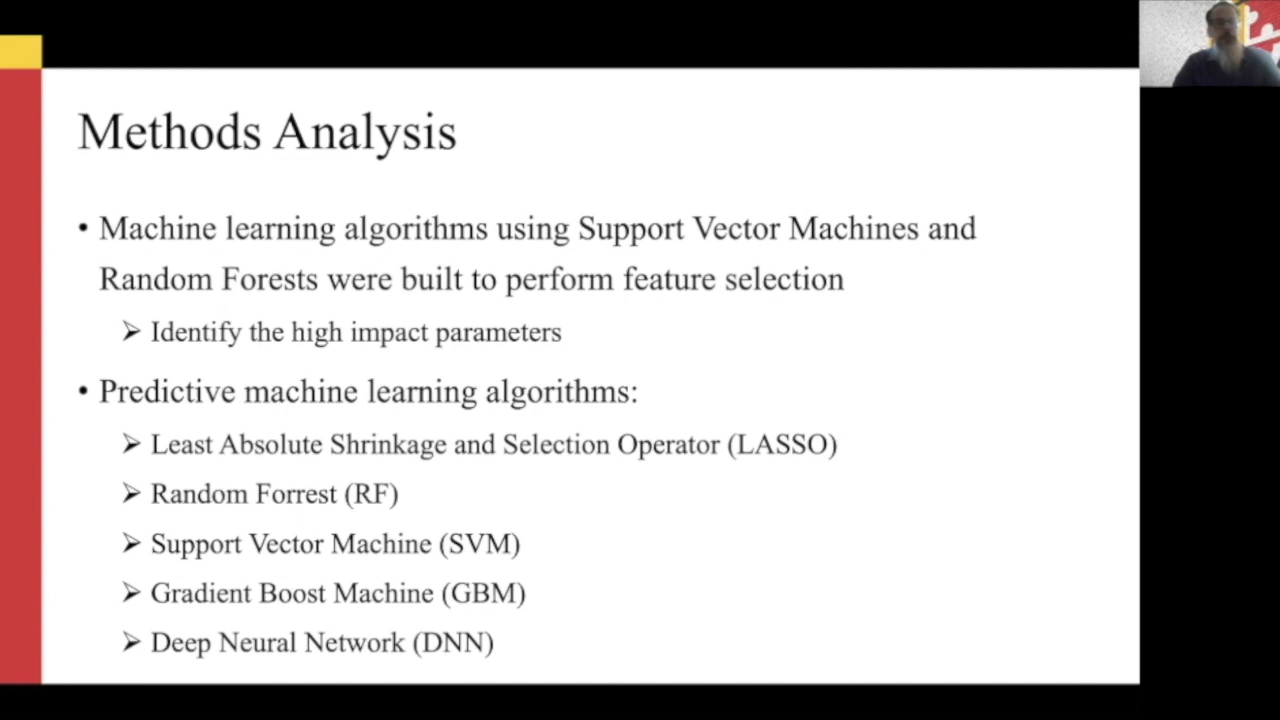 Methods Analysis
• Machine learning algorithms using Support Vector Machines and
Random Forests were built to perform feature selection
➢ Identify the high impact parameters
• Predictive machine learning algorithms:
➢ Least Absolute Shrinkage and Selection Operator (LASSO)
➢ Random Forrest (RF)
➢ Support Vector Machine (SVM)
➢ Gradient Boost Machine (GBM)
➢ Deep Neural Network (DNN)